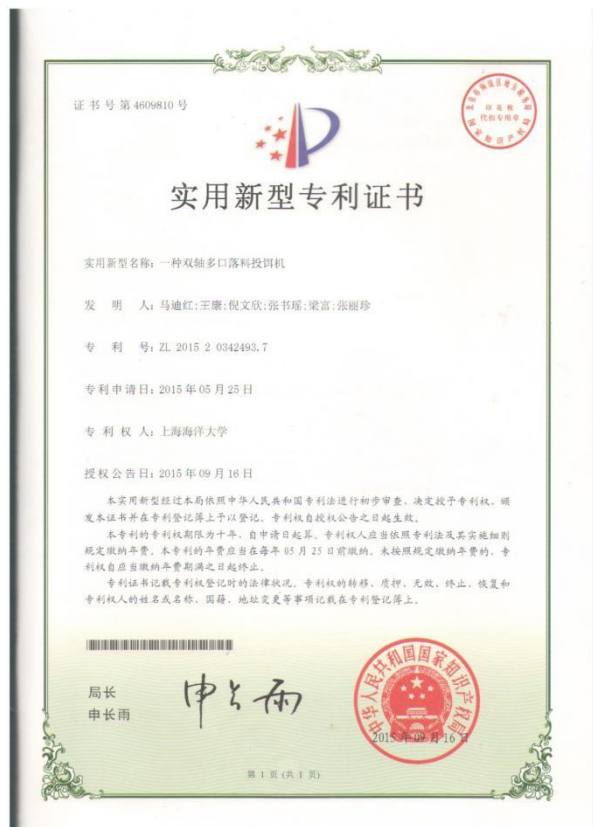 证书号第4609810号
印花税
代扣专用章
国家知识产权局
实用新型专利证书
实用新型名称:一种双轴多口落料投饵机
发明人:马迪红;王康;倪文欣;张书瑶;梁富;张丽珍
专利号:ZL 2015 2 0342493.7
专利申请日:2015年05月25日
专利权人:上海海洋大学
授权公告日:2015年09月16日
本实用新型经过本局依照中华人民共和国专利法进行初步审查,决定授予专利权,颁
发本证书并在专利登记簿上予以登记。专利权自授权公告之日起生效。
本专利的专利权期限为十年,自申请日起算。专利权人应当依照专利法及其实施细则
规定缴纳年费。本专利的年费应当在每年05月25日前缴纳。未按照规定缴纳年费的,专
利权自应当缴纳年费期满之日起终止。
专利证书记载专利权登记时的法律状况。专利权的转移、质押、无效、终止、恢复和
专利权人的姓名或名称、国籍、地址变更等事项记载在专利登记簿上。
局长
申长雨
申长雨
中华人民共和国国家知识产权局
2015年09月16日
第1页(共1页)